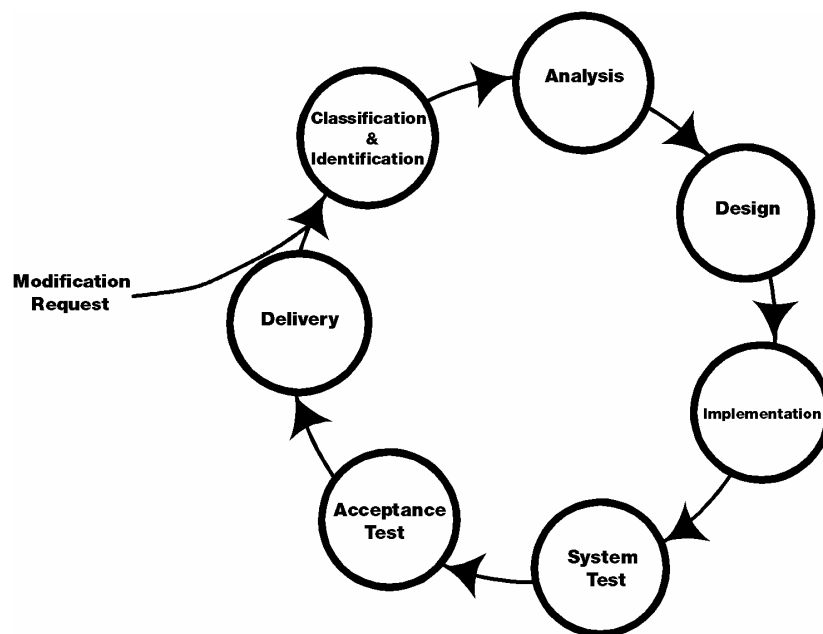 Analysis
Classification
&
Identification
Design
Modification
Request
Delivery
Implementation
Acceptance
Test
System
Test